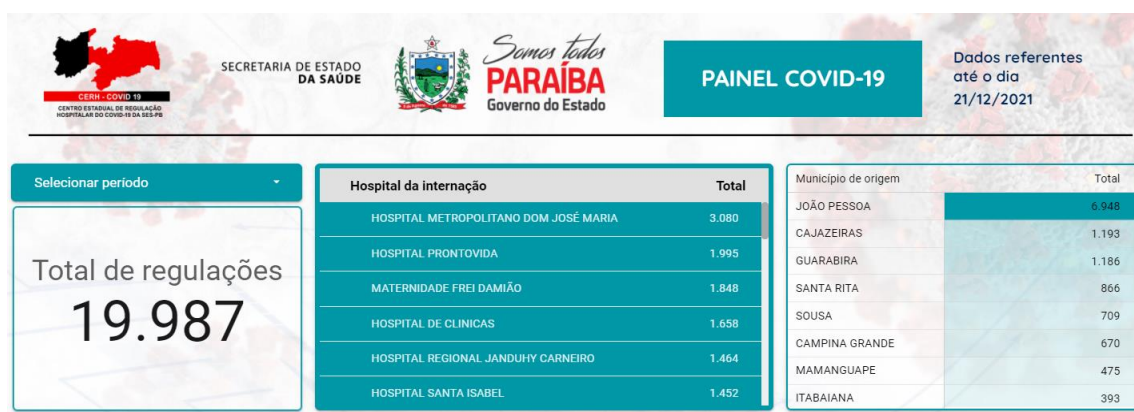 CERH - COVID 19
CENTRO ESTADUAL DE REGULAÇÃO
HOSPITALAR DO COVID-19 DA SES-PB
SECRETARIA DE ESTADO
DA SAÚDE
Somos todos
PARAÍBA
Governo do Estado
PAINEL COVID-19
Dados referentes
até o dia
21/12/2021
Selecionar período
Total de regulações
19.987
Hospital da internação Total
HOSPITAL METROPOLITANO DOM JOSÉ MARIA 3.080
HOSPITAL PRONTOVIDA 1.995
MATERNIDADE FREI DAMIÃO 1.848
HOSPITAL DE CLINICAS 1.658
HOSPITAL REGIONAL JANDUHY CARNEIRO 1.464
HOSPITAL SANTA ISABEL 1.452
Município de origem Total
JOÃO PESSOA 6.948
CAJAZEIRAS 1.193
GUARABIRA 1.186
SANTA RITA 866
SOUSA 709
CAMPINA GRANDE 670
MAMANGUAPE 475
ITABAIANA 393